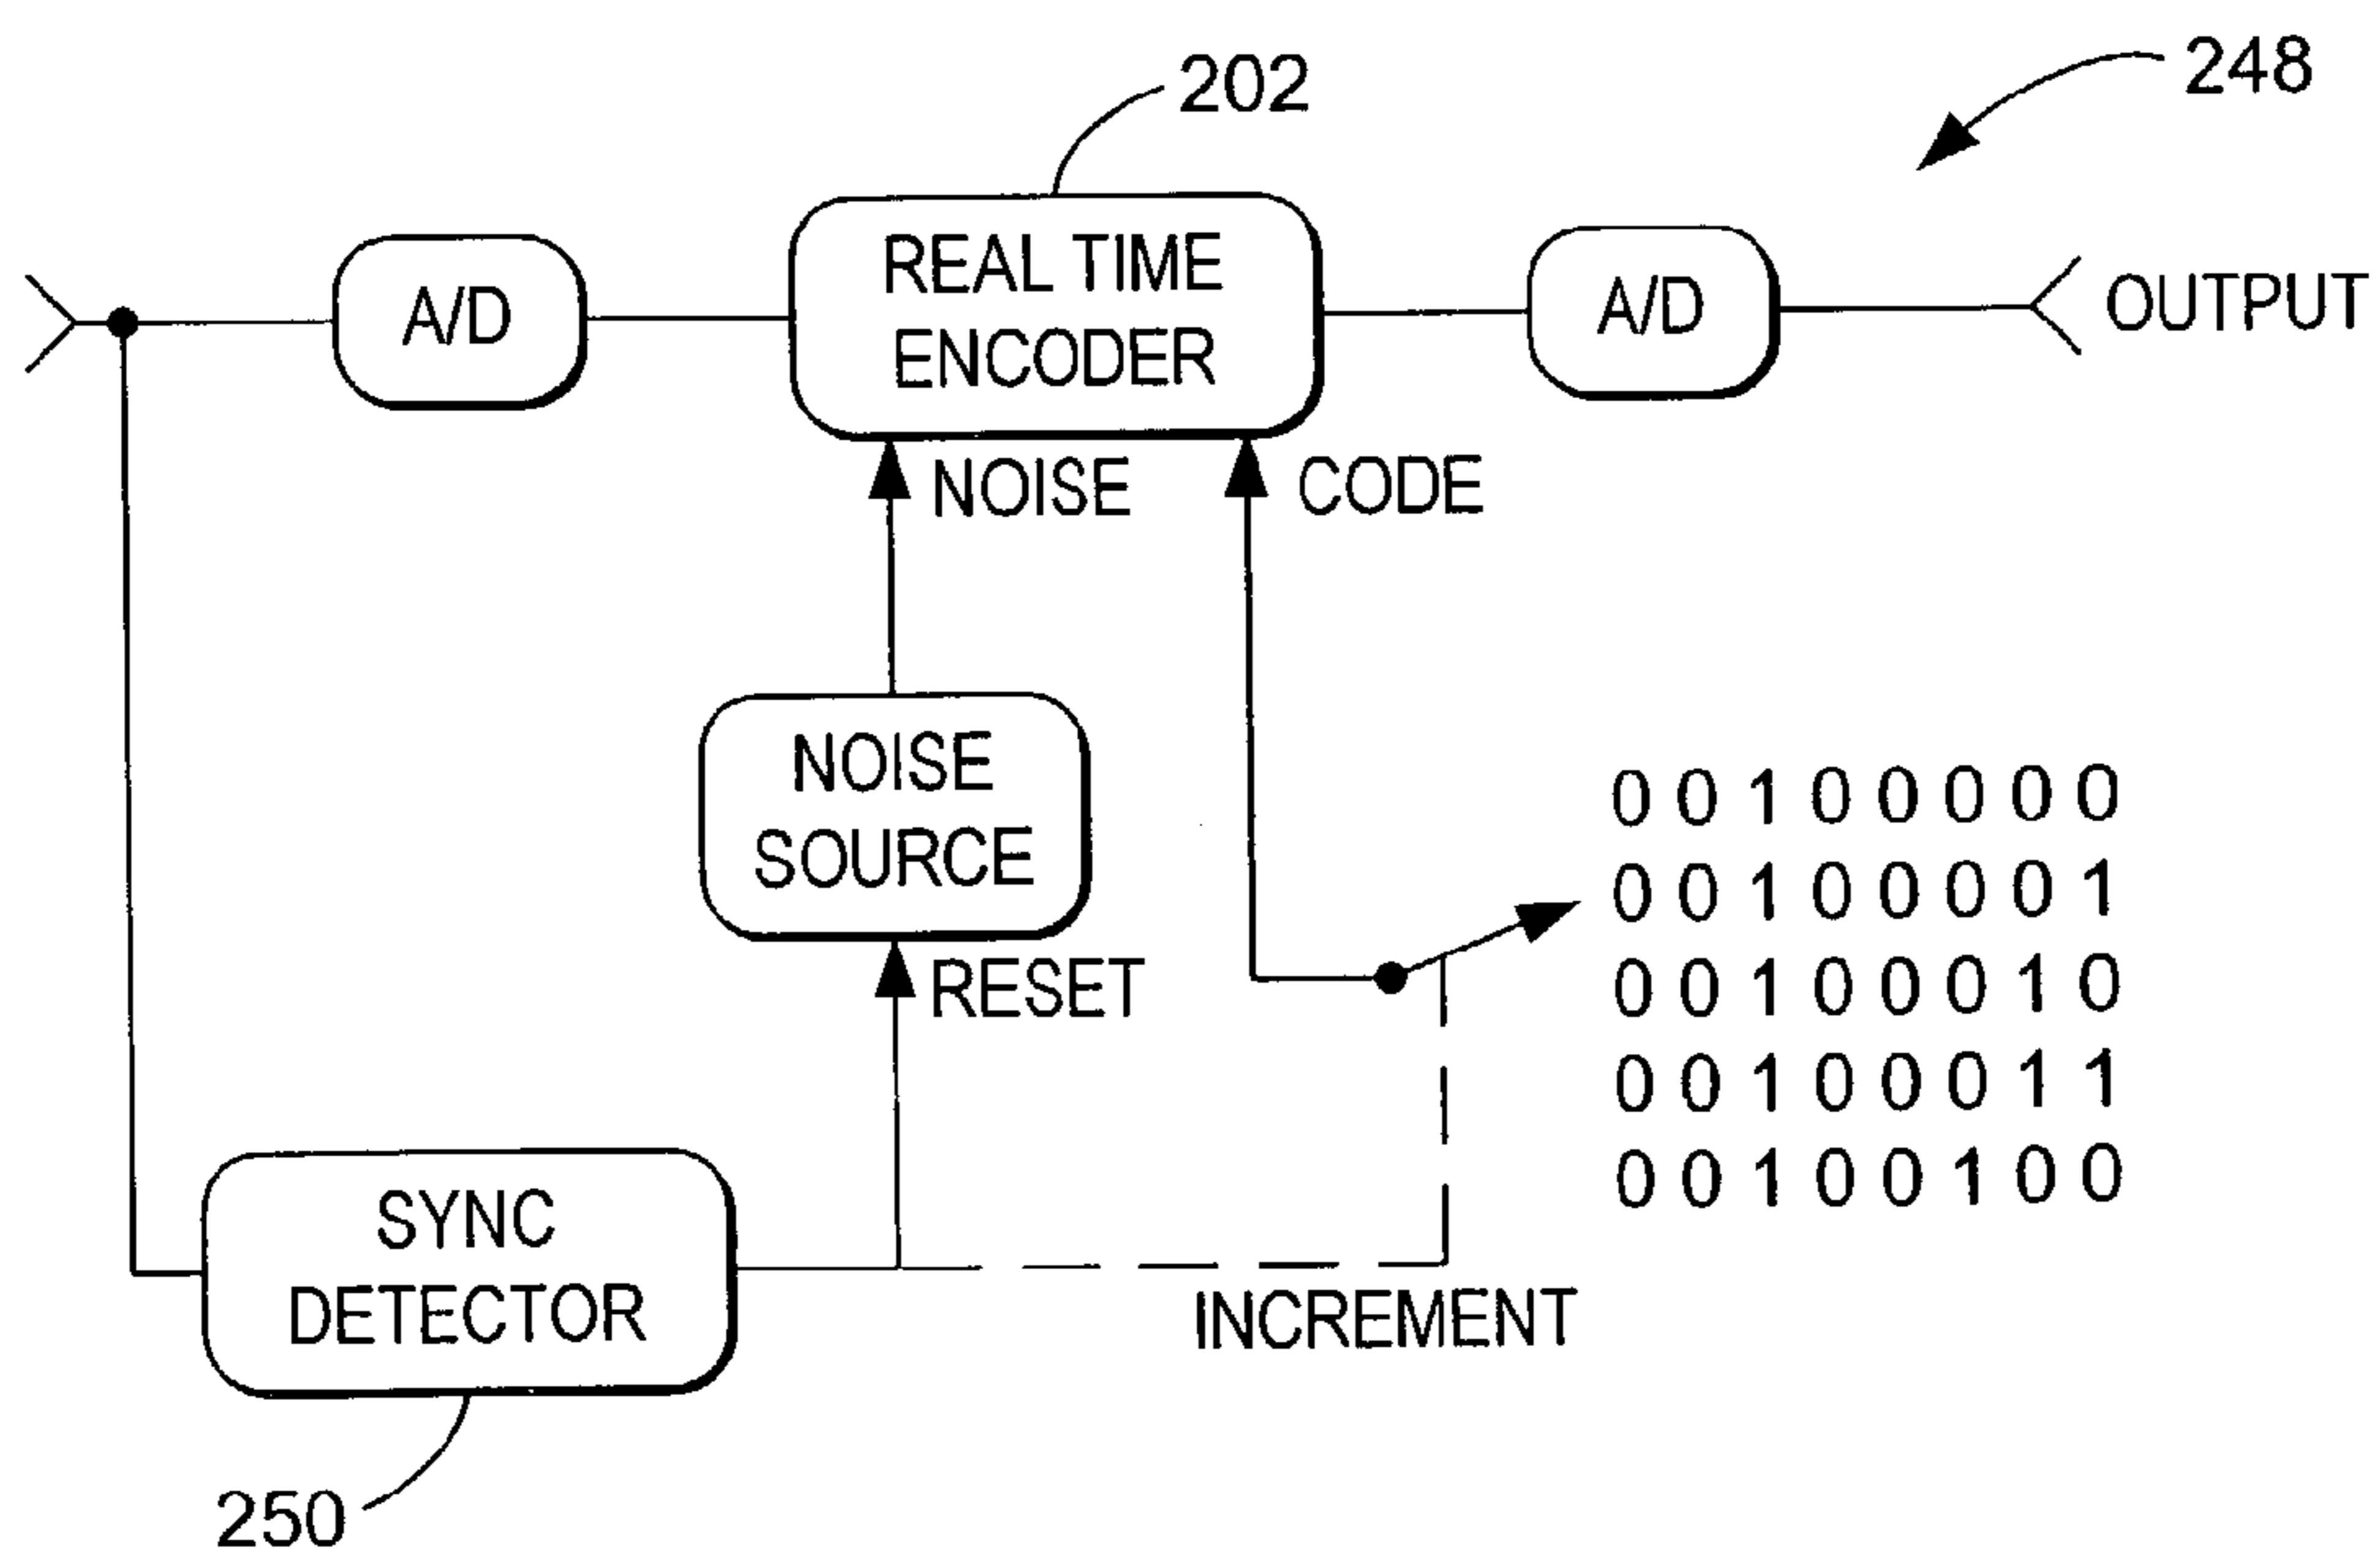 248
202
REAL TIME
ENCODER
A/D
A/D
OUTPUT
NOISE
CODE
NOISE
SOURCE
0 0 1 0 0 0 0 0
0 0 1 0 0 0 0 1
0 0 1 0 0 0 1 0
0 0 1 0 0 0 1 1
0 0 1 0 0 1 0 0
RESET
SYNC
DETECTOR
INCREMENT
250